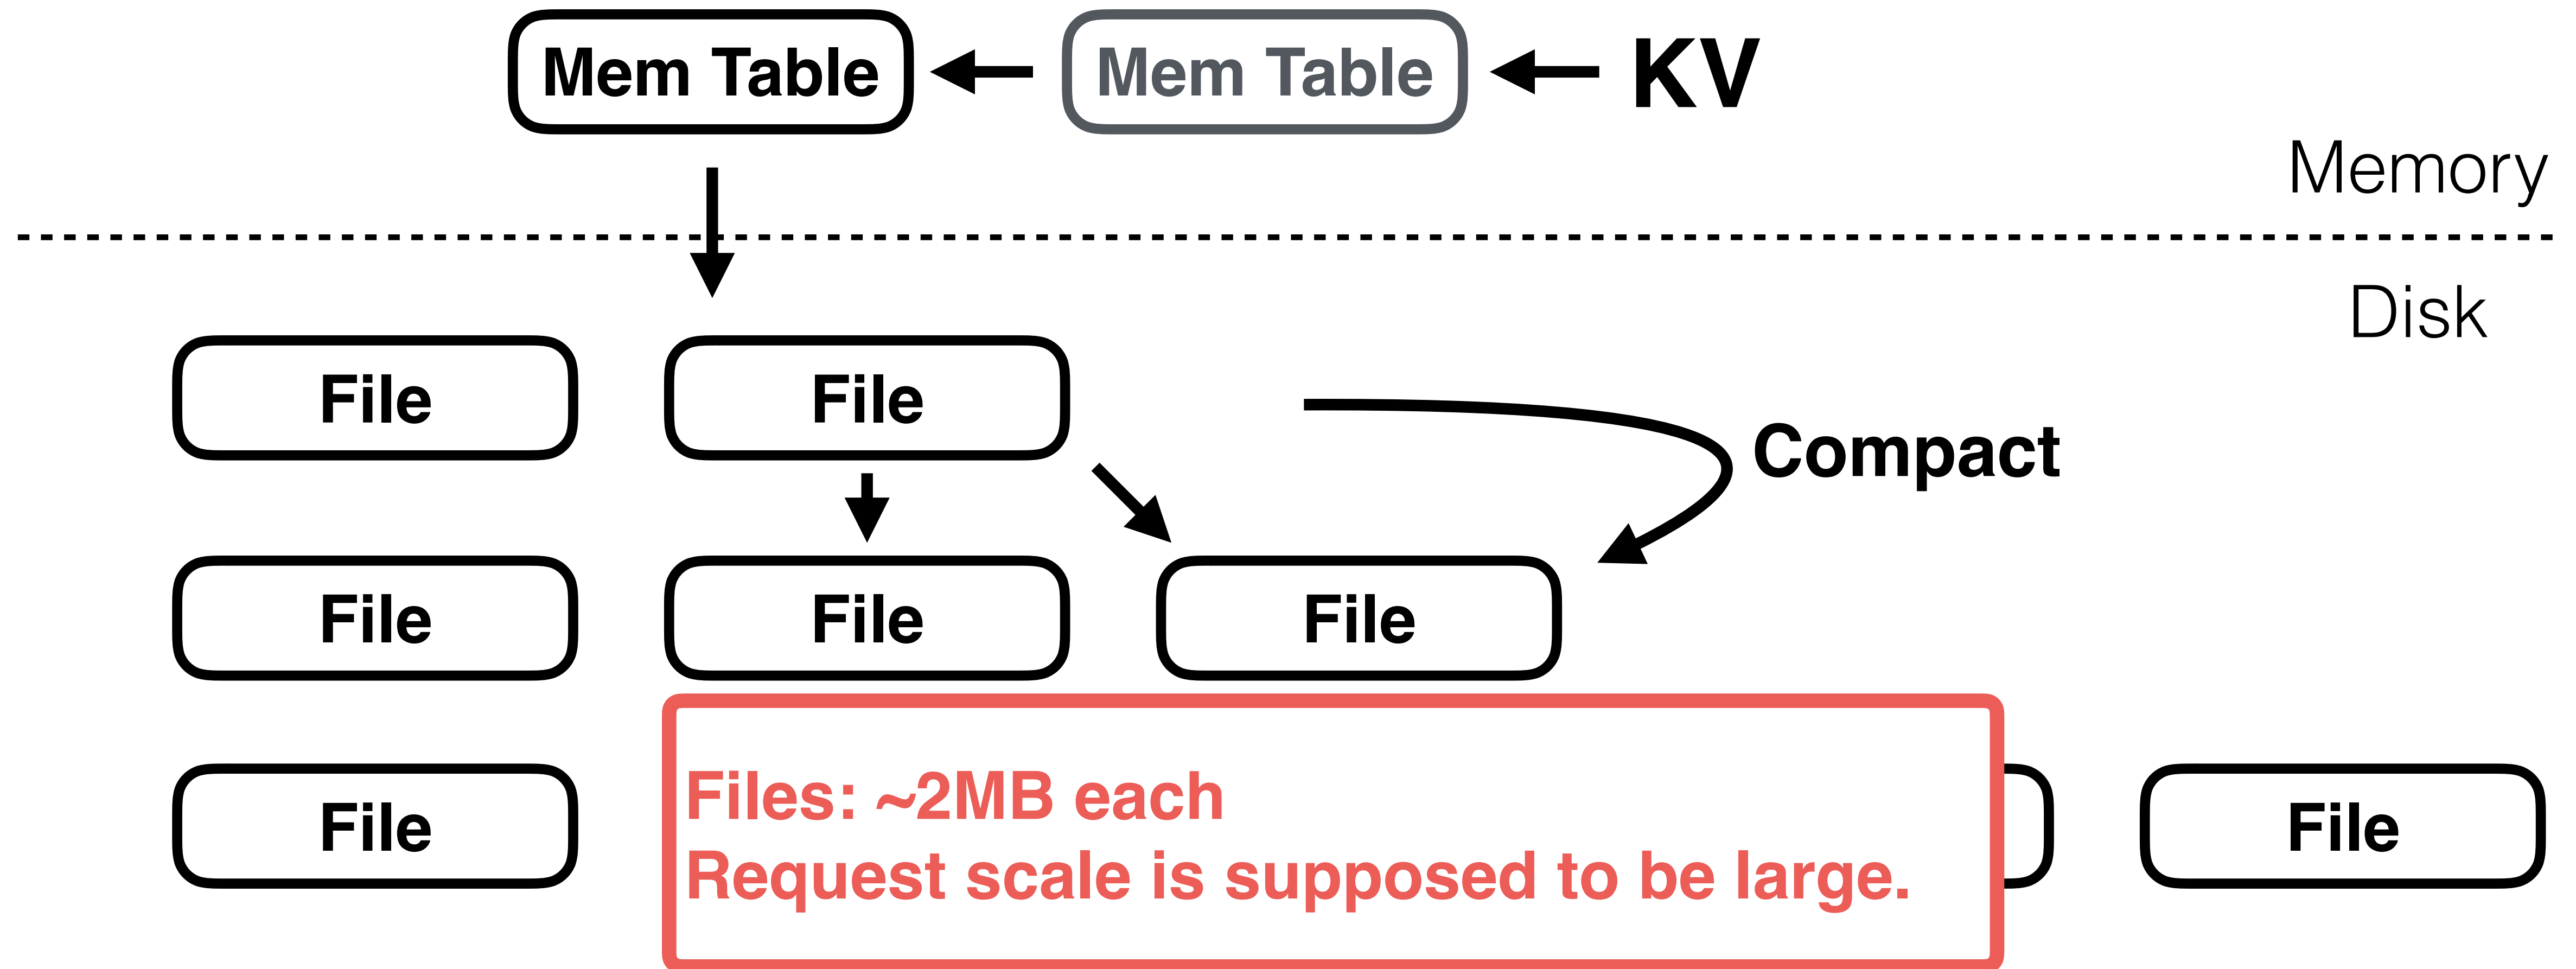 Mem Table
Mem Table
KV
Memory
Disk
File
File
Compact
File
File
File
File
Files: ~2MB each
Request scale is supposed to be large.
File